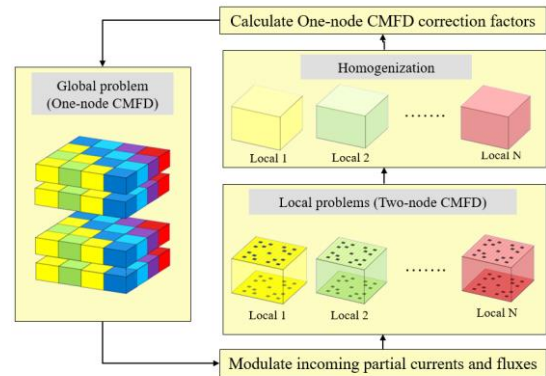 Calculate One-node CMFD correction factors
Global problem
(One-node CMFD)
Homogenization
········
Local 1
Local 2
Local N
Local problems (Two-node CMFD)
········
Local 1
Local 2
Local N
Modulate incoming partial currents and fluxes